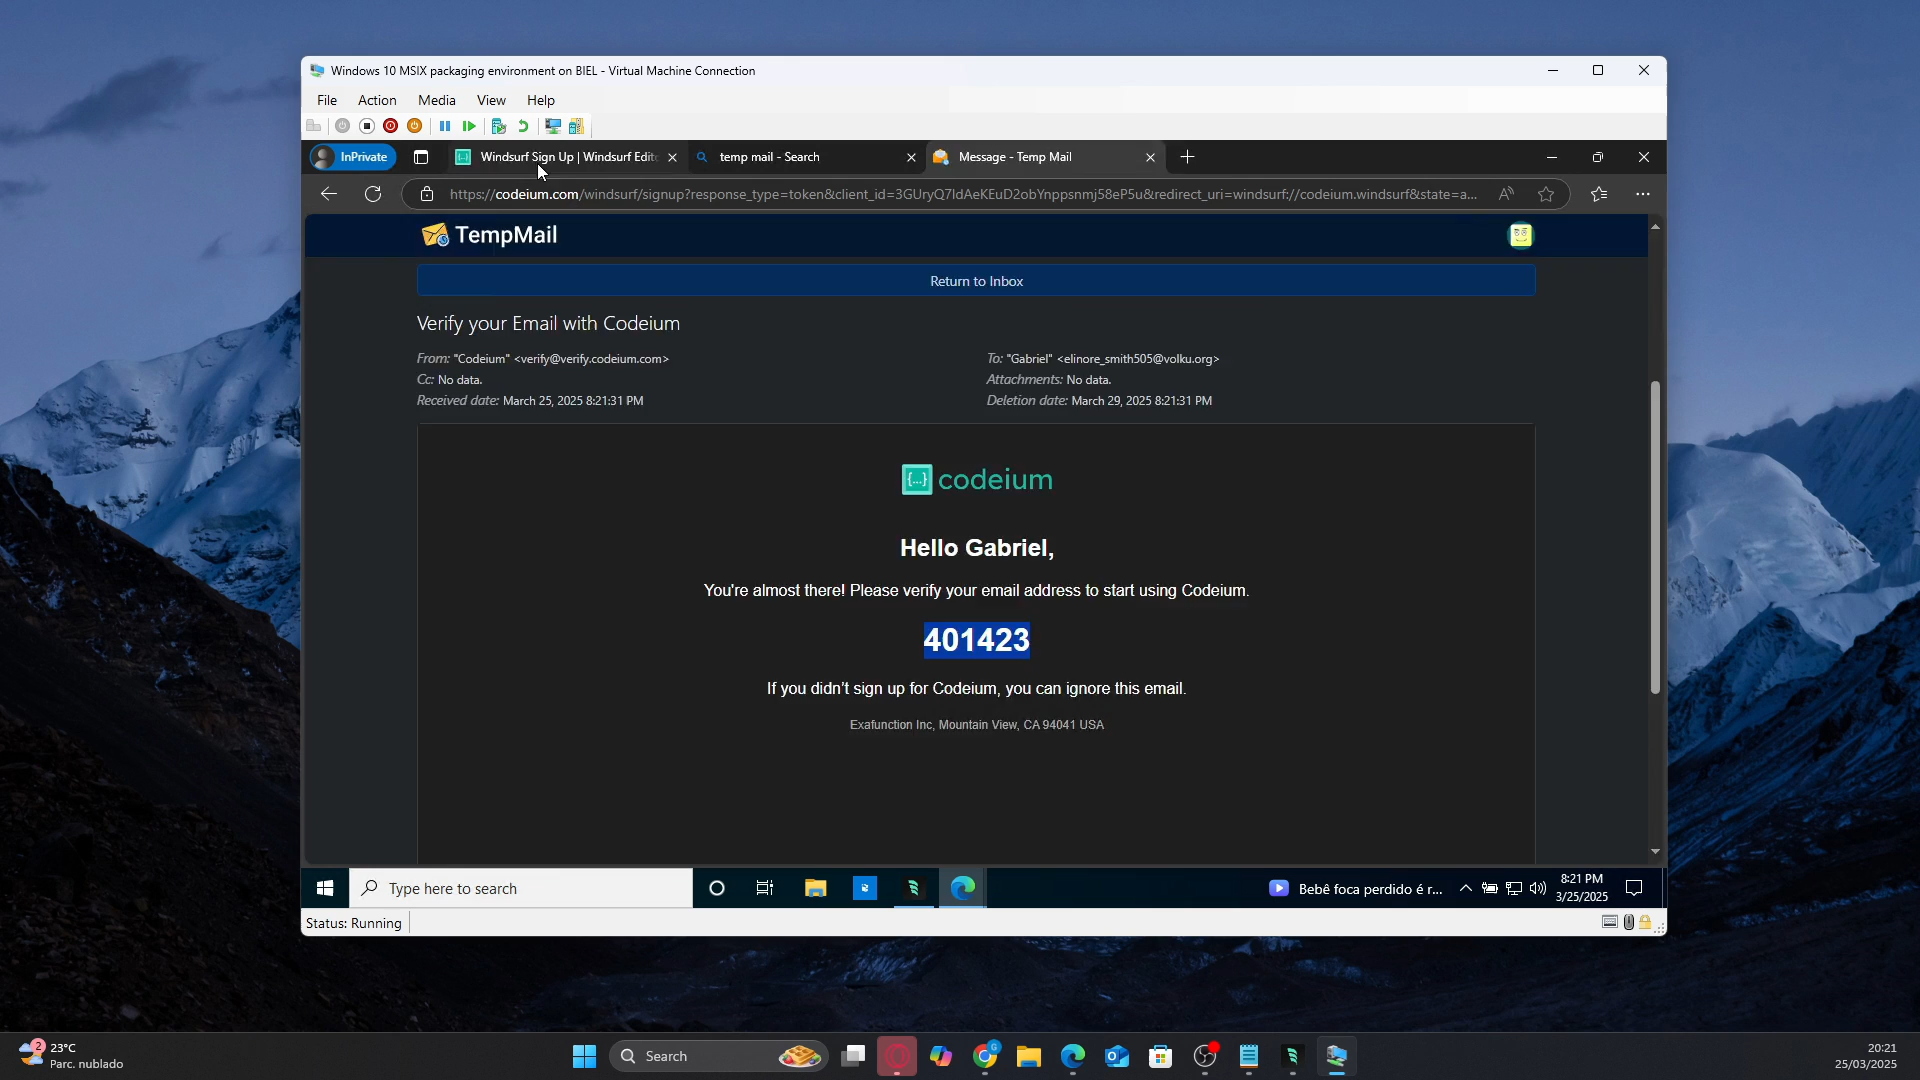 Windows 10 MSIX packaging environment on BIEL - Virtual Machine Connection
File Action Media View Help
InPrivate
Windsurf Sign Up | Windsurf Edit
temp mail - Search
Message - Temp Mail
https://codeium.com/windsurf/signup?response_type=token&client_id=3GUryQ7ldAeKEuD2obYnppsnmj58eP5u&redirect_uri=windsurf://codeium.windsurf&state=a...
TempMail
Return to Inbox
Verify your Email with Codeium
From: "Codeium" <verify@verify.codeium.com>
To: "Gabriel" <elinore_smith505@volku.org>
Cc: No data.
Attachments: No data.
Received date: March 25, 2025 8:21:31 PM
Deletion date: March 29, 2025 8:21:31 PM
{...} codeium
Hello Gabriel,
You're almost there! Please verify your email address to start using Codeium.
401423
If you didn't sign up for Codeium, you can ignore this email.
Exafunction Inc, Mountain View, CA 94041 USA
Type here to search
Bebê foca perdido é r...
8:21 PM
3/25/2025
Status: Running
2
23°C
Parc. nublado
Search
G
20:21
25/03/2025